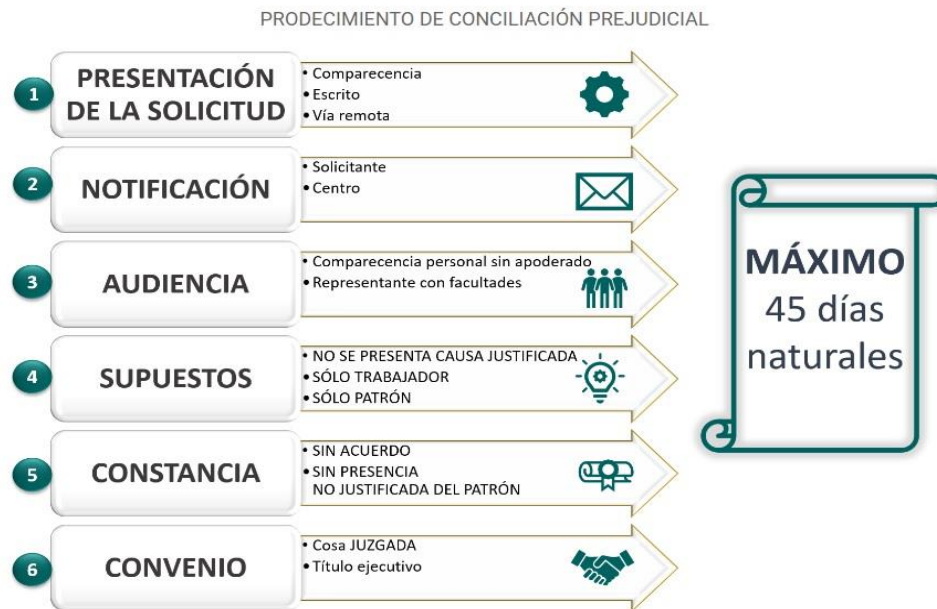 PRODECIMIENTO DE CONCILIACIÓN PREJUDICIAL
1
PRESENTACIÓN
DE LA SOLICITUD
• Comparecencia
• Escrito
• Vía remota
2
NOTIFICACIÓN
• Solicitante
• Centro
3
AUDIENCIA
• Comparecencia personal sin apoderado
• Representante con facultades
4
SUPUESTOS
• NO SE PRESENTA CAUSA JUSTIFICADA
• SÓLO TRABAJADOR
• SÓLO PATRÓN
5
CONSTANCIA
• SIN ACUERDO
• SIN PRESENCIA
NO JUSTIFICADA DEL PATRÓN
6
CONVENIO
• Cosa JUZGADA
• Título ejecutivo
MÁXIMO
45 días
naturales